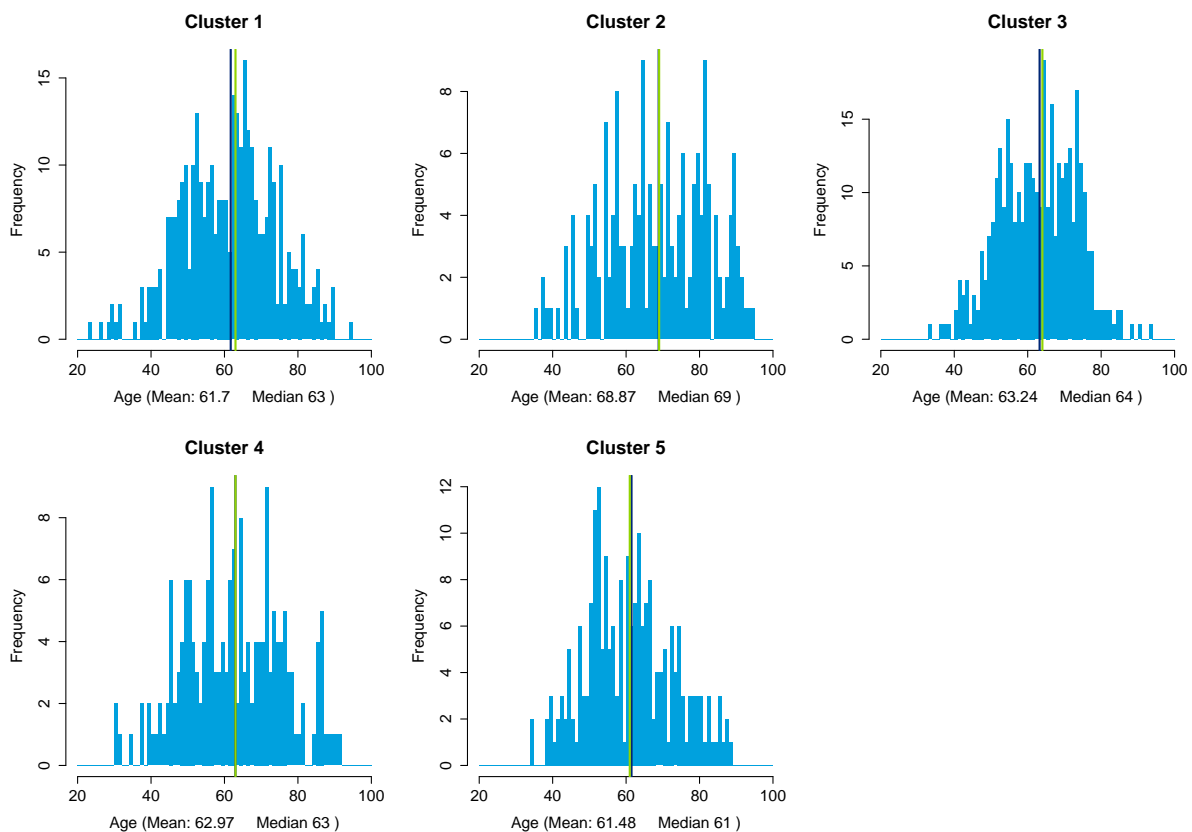 Cluster 1
Frequency
0 5 10 15
20 40 60 80 100
Age (Mean: 61.7 Median 63 )
Cluster 2
Frequency
0 2 4 6 8
20 40 60 80 100
Age (Mean: 68.87 Median 69 )
Cluster 3
Frequency
0 5 10 15
20 40 60 80 100
Age (Mean: 63.24 Median 64 )
Cluster 4
Frequency
0 2 4 6 8
20 40 60 80 100
Age (Mean: 62.97 Median 63 )
Cluster 5
Frequency
0 2 4 6 8 10 12
20 40 60 80 100
Age (Mean: 61.48 Median 61 )